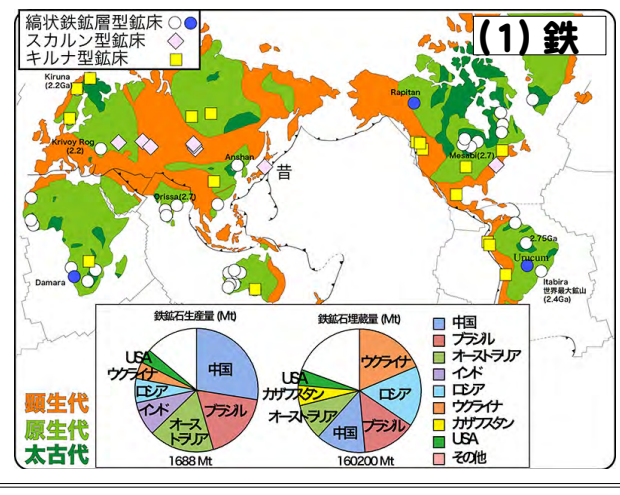 縞状鉄鉱層型鉱床
スカルン型鉱床
キルナ型鉱床
(1) 鉄
Kiruna
(2.2Ga)
Krivoy Rog
(2.2)
Anshan
昔
Orissa(2.7)
Damara
Rapitan
Mesabi(2.7)
2.75Ga
Urucum
Itabira
世界最大鉱山
(2.4Ga)
顕生代
原生代
太古代
鉄鉱石生産量 (Mt)
USA
ウクライナ
ロシア
インド
オース
トラリア
ブラジル
中国
1688 Mt
鉄鉱石埋蔵量 (Mt)
USA
カザフスタン
オーストラリア
中国
ブラジル
ロシア
ウクライナ
160200 Mt
中国
ブラジル
オーストラリア
インド
ロシア
ウクライナ
カザフスタン
USA
その他